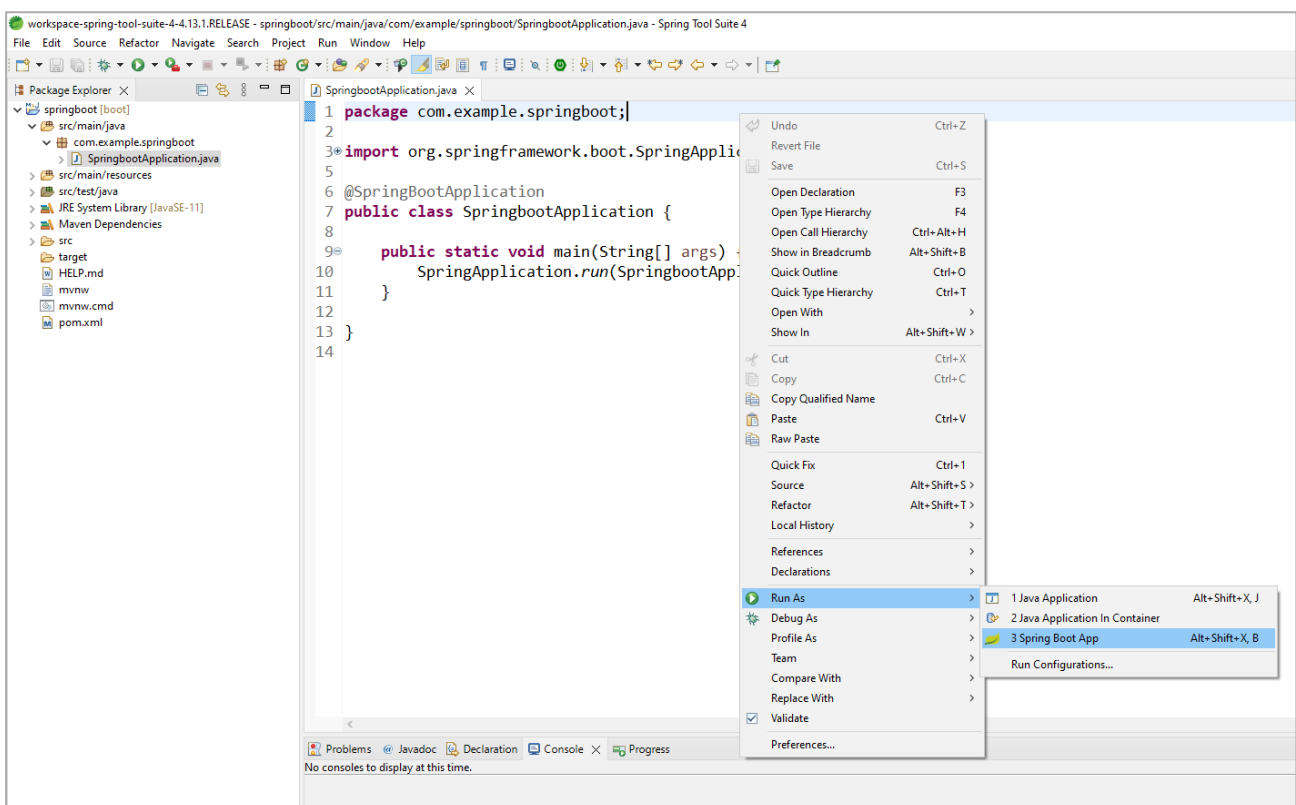 workspace-spring-tool-suite-4-4.13.1.RELEASE - springboot/src/main/java/com/example/springboot/SpringbootApplication.java - Spring Tool Suite 4
File Edit Source Refactor Navigate Search Project Run Window Help
Package Explorer
springboot [boot]
src/main/java
com.example.springboot
SpringbootApplication.java
src/main/resources
src/test/java
JRE System Library [JavaSE-11]
Maven Dependencies
src
target
HELP.md
mvnw
mvnw.cmd
pom.xml
SpringbootApplication.java
1 package com.example.springboot;
2
3 import org.springframework.boot.SpringApplic
5
6 @SpringBootApplication
7 public class SpringbootApplication {
8
9 public static void main(String[] args) {
10 SpringApplication.run(SpringbootAppl
11 }
12
13 }
14
Undo Ctrl+Z
Revert File
Save Ctrl+S
Open Declaration F3
Open Type Hierarchy F4
Open Call Hierarchy Ctrl+Alt+H
Show in Breadcrumb Alt+Shift+B
Quick Outline Ctrl+O
Quick Type Hierarchy Ctrl+T
Open With >
Show In Alt+Shift+W >
Cut Ctrl+X
Copy Ctrl+C
Copy Qualified Name
Paste Ctrl+V
Raw Paste
Quick Fix Ctrl+1
Source Alt+Shift+S >
Refactor Alt+Shift+T >
Local History >
References >
Declarations >
Run As >
Debug As >
Profile As >
Team >
Compare With >
Replace With >
Validate
Preferences...
1 Java Application Alt+Shift+X, J
2 Java Application In Container
3 Spring Boot App Alt+Shift+X, B
Run Configurations...
Problems @ Javadoc Declaration Console Progress
No consoles to display at this time.